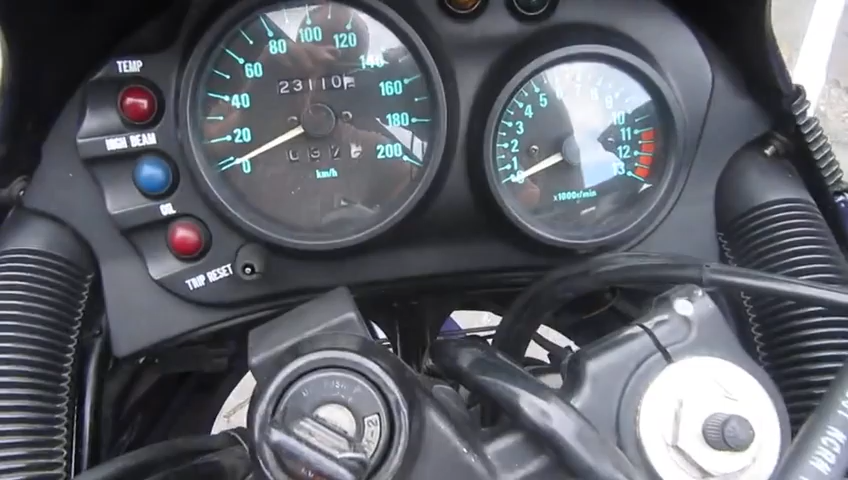 TEMP
HIGH BEAM
OIL
TRIP RESET
0 20 40 60 80 100 120 140 160 180 200
23110
km/h
0 1 2 3 4 5 6 7 8 9 10 11 12 13
x1000r/min